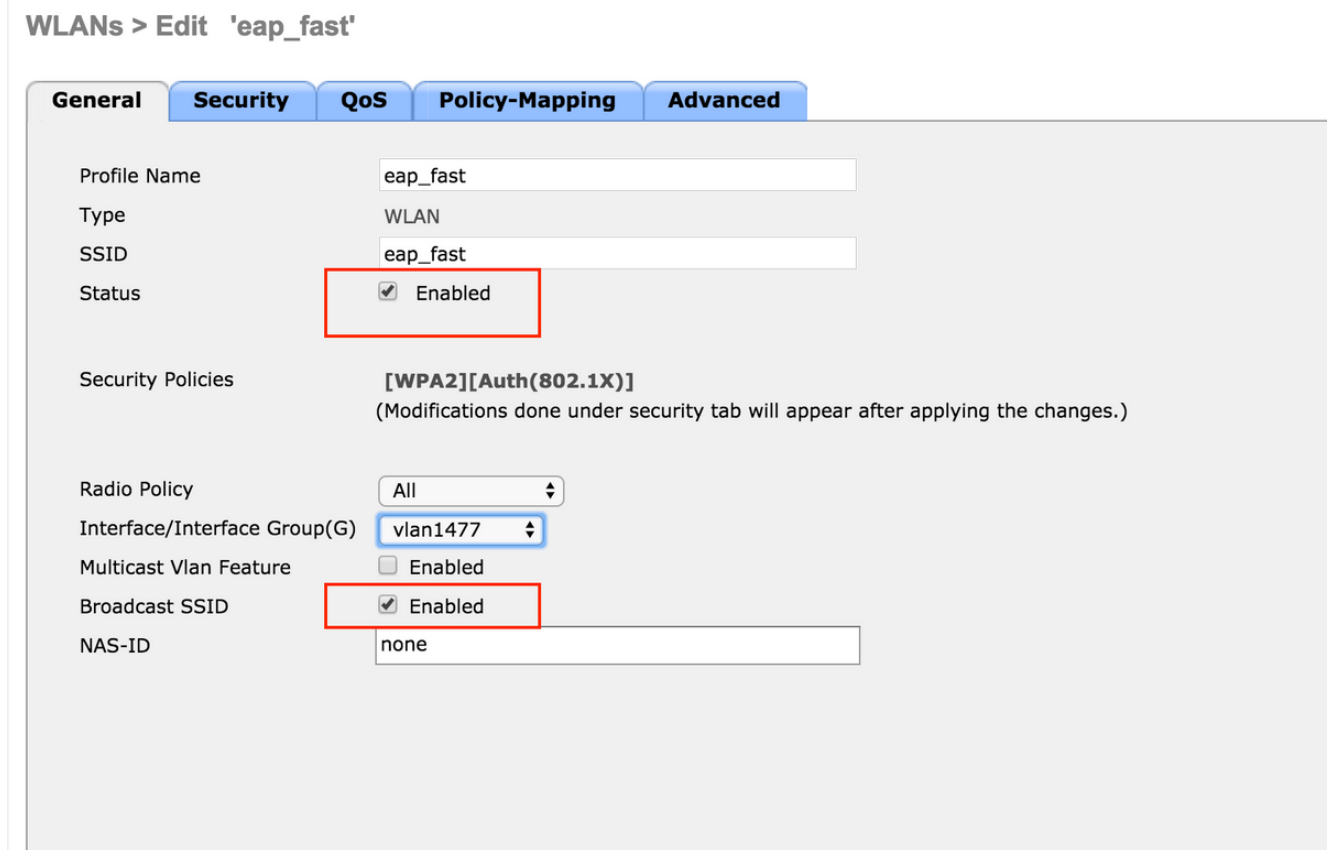 WLANs > Edit 'eap_fast'
General Security QoS Policy-Mapping Advanced
Profile Name eap_fast
Type WLAN
SSID eap_fast
Status Enabled
Security Policies [WPA2][Auth(802.1X)]
(Modifications done under security tab will appear after applying the changes.)
Radio Policy All
Interface/Interface Group(G) vlan1477
Multicast Vlan Feature Enabled
Broadcast SSID Enabled
NAS-ID none